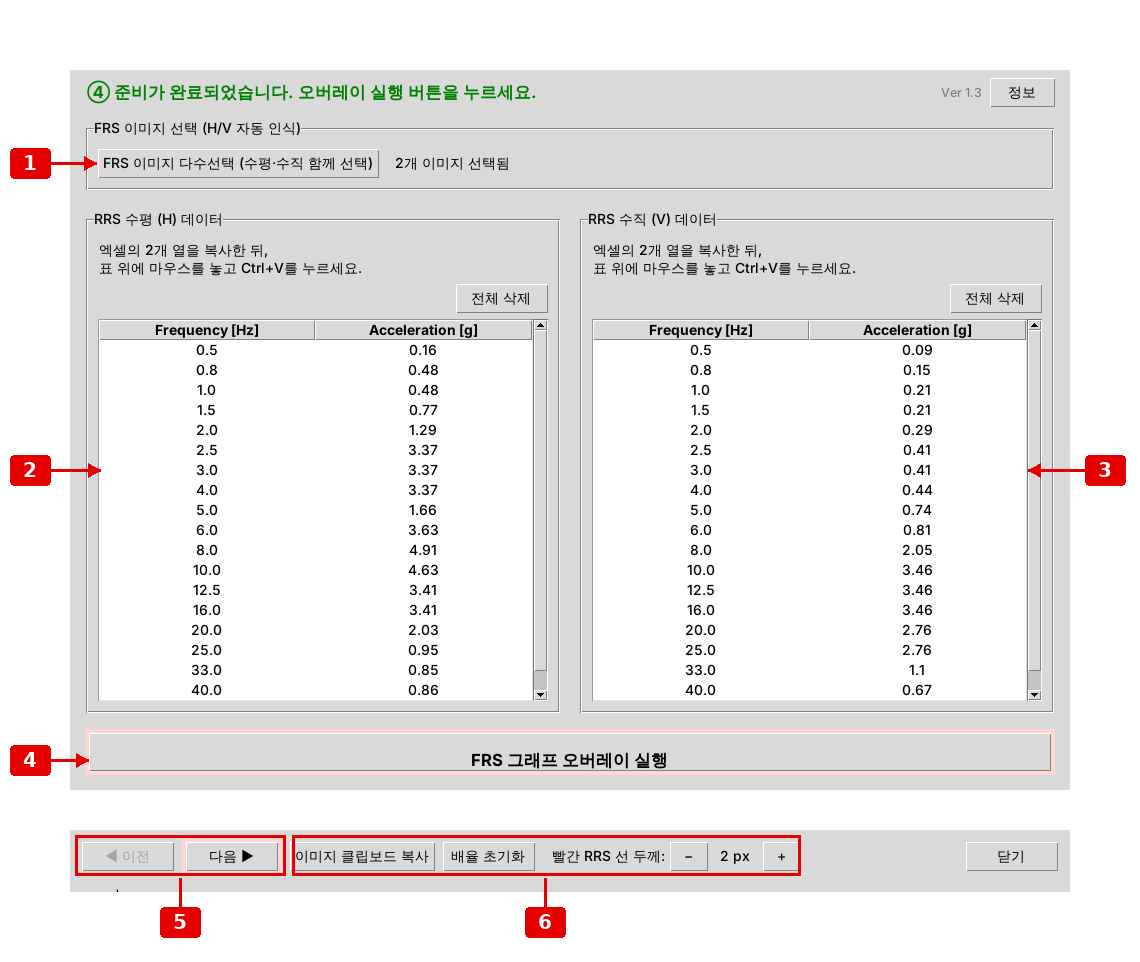 ④ 준비가 완료되었습니다. 오버레이 실행 버튼을 누르세요.
Ver 1.3
정보
FRS 이미지 선택 (H/V 자동 인식)
1
FRS 이미지 다수선택 (수평·수직 함께 선택)
2개 이미지 선택됨
RRS 수평 (H) 데이터
엑셀의 2개 열을 복사한 뒤,
표 위에 마우스를 놓고 Ctrl+V를 누르세요.
전체 삭제
Frequency [Hz] Acceleration [g]
0.5 0.16
0.8 0.48
1.0 0.48
1.5 0.77
2.0 1.29
2.5 3.37
3.0 3.37
4.0 3.37
5.0 1.66
6.0 3.63
8.0 4.91
10.0 4.63
12.5 3.41
16.0 3.41
20.0 2.03
25.0 0.95
33.0 0.85
40.0 0.86
2
RRS 수직 (V) 데이터
엑셀의 2개 열을 복사한 뒤,
표 위에 마우스를 놓고 Ctrl+V를 누르세요.
전체 삭제
Frequency [Hz] Acceleration [g]
0.5 0.09
0.8 0.15
1.0 0.21
1.5 0.21
2.0 0.29
2.5 0.41
3.0 0.41
4.0 0.44
5.0 0.74
6.0 0.81
8.0 2.05
10.0 3.46
12.5 3.46
16.0 3.46
20.0 2.76
25.0 2.76
33.0 1.1
40.0 0.67
3
4
FRS 그래프 오버레이 실행
◀ 이전
다음 ▶
이미지 클립보드 복사
배율 초기화
빨간 RRS 선 두께:
−
2 px
+
닫기
5
6